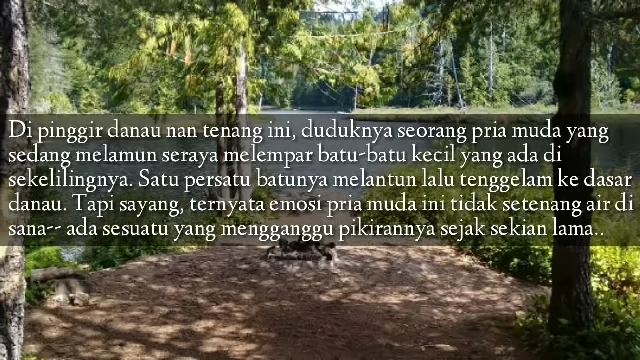 Di pinggir danau nan tenang ini, duduknya seorang pria muda yang
sedang melamun seraya melempar batu-batu kecil yang ada di
sekelilingnya. Satu persatu batunya melantun lalu tenggelam ke dasar
danau. Tapi sayang, ternyata emosi pria muda ini tidak setenang air di
sana-- ada sesuatu yang mengganggu pikirannya sejak sekian lama..